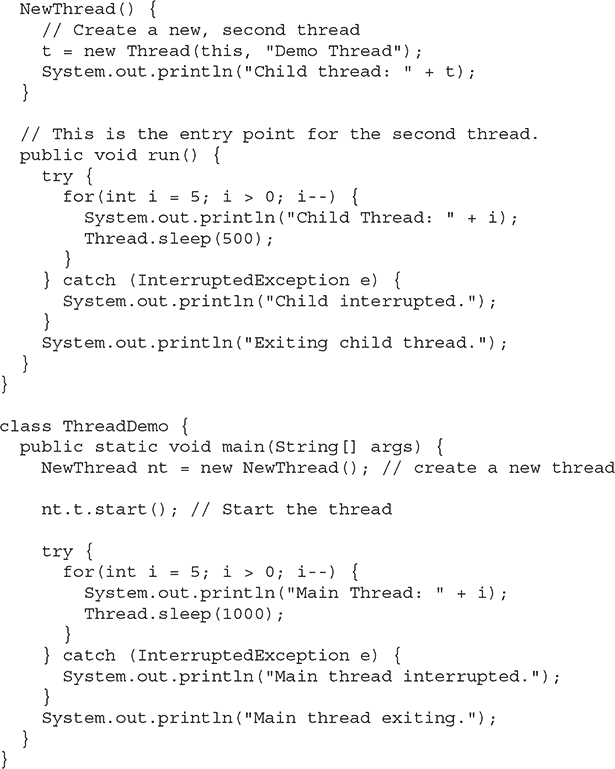 NewThread() {
    // Create a new, second thread
    t = new Thread(this, "Demo Thread");
    System.out.println("Child thread: " + t);
  }

  // This is the entry point for the second thread.
  public void run() {
    try {
      for(int i = 5; i > 0; i--) {
        System.out.println("Child Thread: " + i);
        Thread.sleep(500);
      }
    } catch (InterruptedException e) {
      System.out.println("Child interrupted.");
    }
    System.out.println("Exiting child thread.");
  }
}

class ThreadDemo {
  public static void main(String[] args) {
    NewThread nt = new NewThread(); // create a new thread

    nt.t.start(); // Start the thread

    try {
      for(int i = 5; i > 0; i--) {
        System.out.println("Main Thread: " + i);
        Thread.sleep(1000);
      }
    } catch (InterruptedException e) {
      System.out.println("Main thread interrupted.");
    }
    System.out.println("Main thread exiting.");
  }
}